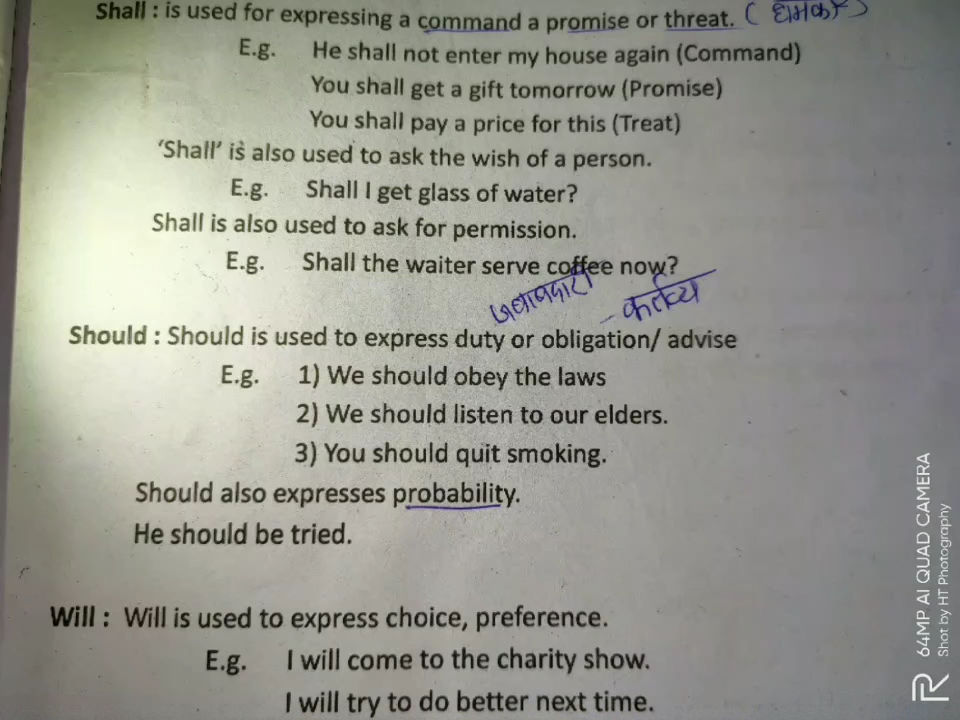 Shall : is used for expressing a command a promise or threat.
E.g. He shall not enter my house again (Command)
You shall get a gift tomorrow (Promise)
You shall pay a price for this (Treat)
'Shall' is also used to ask the wish of a person.
E.g. Shall I get glass of water?
Shall is also used to ask for permission.
E.g. Shall the waiter serve coffee now?
कर्तव्य
Should : Should is used to express duty or obligation/ advise
E.g. 1) We should obey the laws
2) We should listen to our elders.
3) You should quit smoking.
Should also expresses probability.
He should be tried.
Will : Will is used to express choice, preference.
E.g. I will come to the charity show.
I will try to do better next time.
64MP AI QUAD CAMERA
Shot by HT Photography